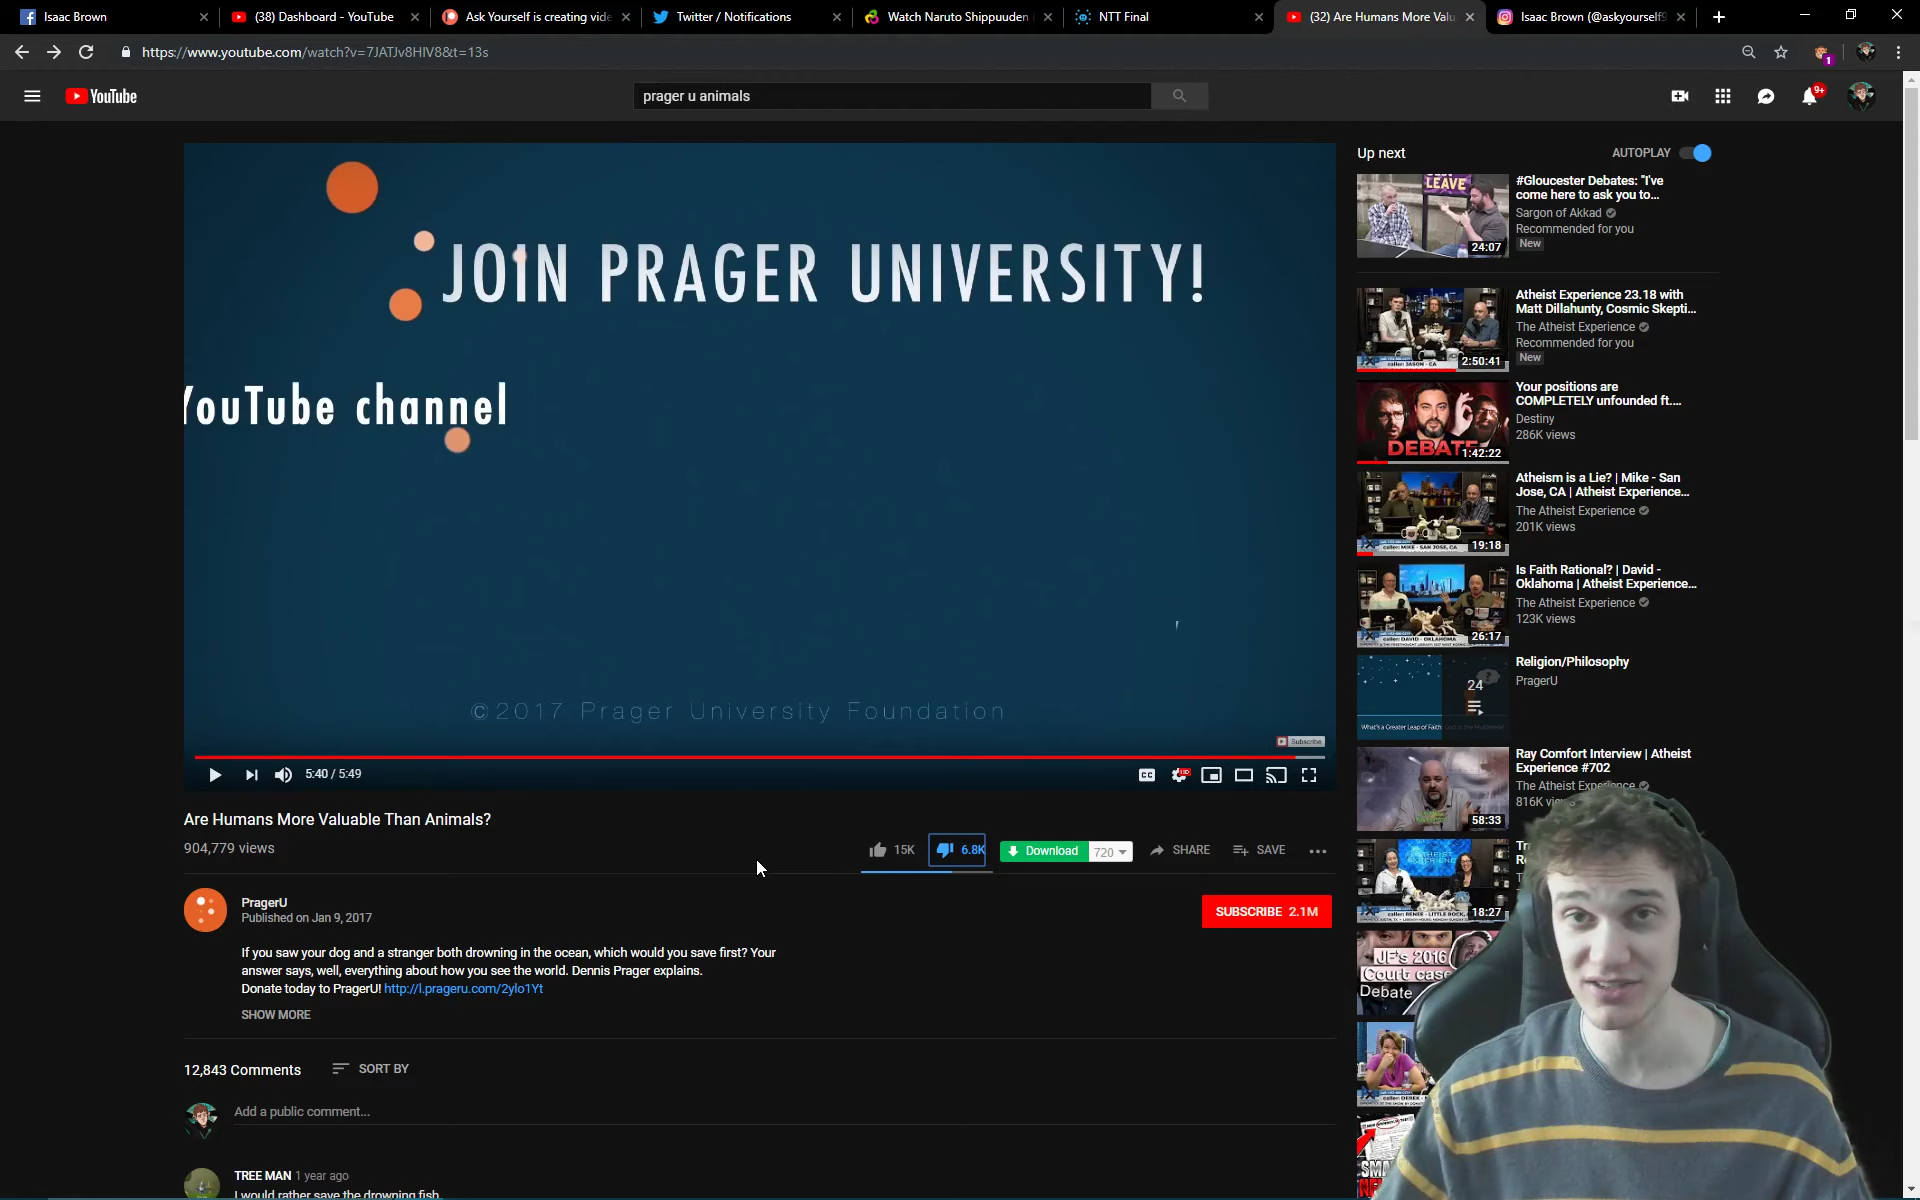 Isaac Brown
(38) Dashboard - YouTube
Ask Yourself is creating vide
Twitter / Notifications
Watch Naruto Shippuuden
NTT Final
(32) Are Humans More Valu
Isaac Brown (@askyourself9
https://www.youtube.com/watch?v=7JATJv8HIV8&t=13s
1
YouTube
prager u animals
9+
JOIN PRAGER UNIVERSITY!
YouTube channel
©2017 Prager University Foundation
Subscribe
5:40 / 5:49
CC
HD
Are Humans More Valuable Than Animals?
904,779 views
15K
6.8K
Download
720
SHARE
SAVE
PragerU
Published on Jan 9, 2017
SUBSCRIBE 2.1M
If you saw your dog and a stranger both drowning in the ocean, which would you save first? Your
answer says, well, everything about how you see the world. Dennis Prager explains.
Donate today to PragerU! http://l.prageru.com/2ylo1Yt
SHOW MORE
12,843 Comments
SORT BY
Add a public comment...
TREE MAN 1 year ago
I would rather save the drowning fish
Up next
AUTOPLAY
LEAVE
24:07
#Gloucester Debates: "I've
come here to ask you to...
Sargon of Akkad
Recommended for you
New
2:50:41
Atheist Experience 23.18 with
Matt Dillahunty, Cosmic Skepti...
The Atheist Experience
Recommended for you
New
DEBATE
1:42:22
Your positions are
COMPLETELY unfounded ft....
Destiny
286K views
19:18
Atheism is a Lie? | Mike - San
Jose, CA | Atheist Experience...
The Atheist Experience
201K views
26:17
Is Faith Rational? | David -
Oklahoma | Atheist Experience...
The Atheist Experience
123K views
24
What's a Greater Leap of Faith:
Religion/Philosophy
PragerU
58:33
Ray Comfort Interview | Atheist
Experience #702
The Atheist Experience
816K
18:27
JF's 2016
Court case
Debate